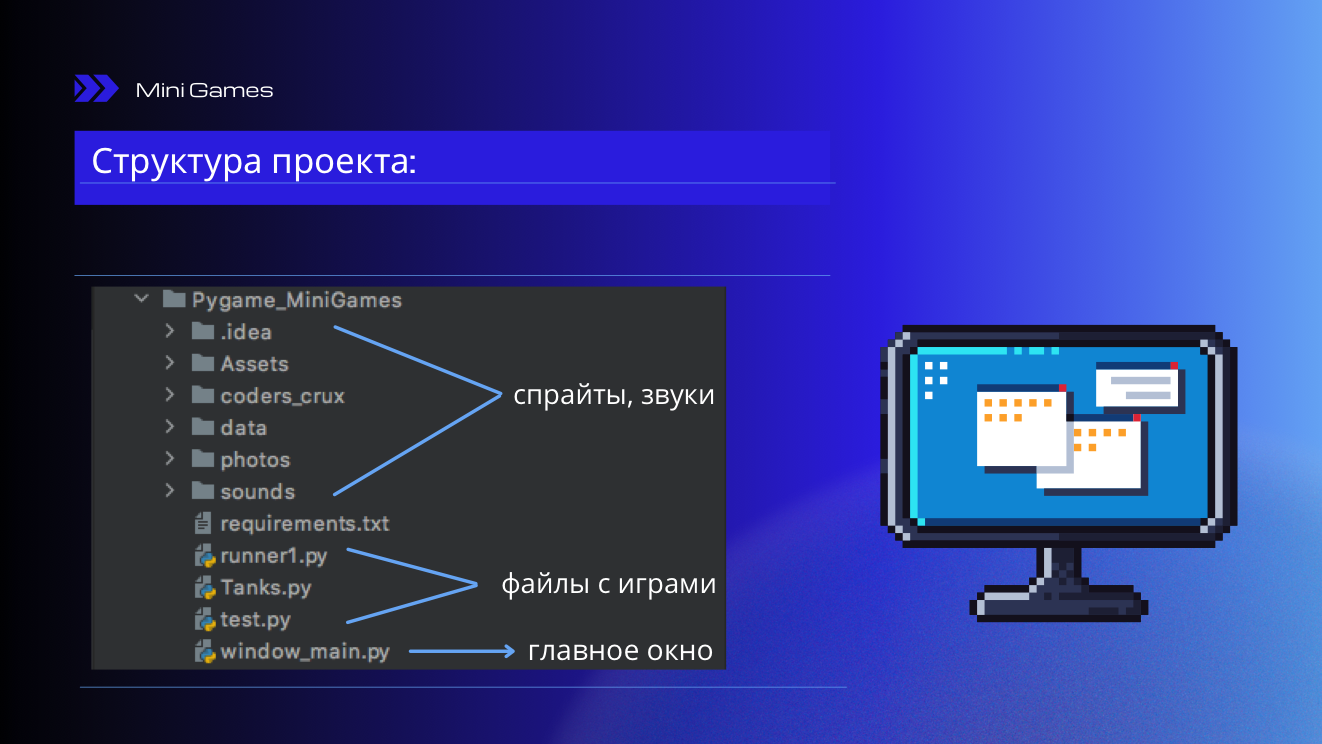 Mini Games
Структура проекта:
Pygame_MiniGames
.idea
Assets
coders_crux
спрайты, звуки
data
photos
sounds
requirements.txt
runner1.py
Tanks.py
файлы с играми
test.py
window_main.py
главное окно